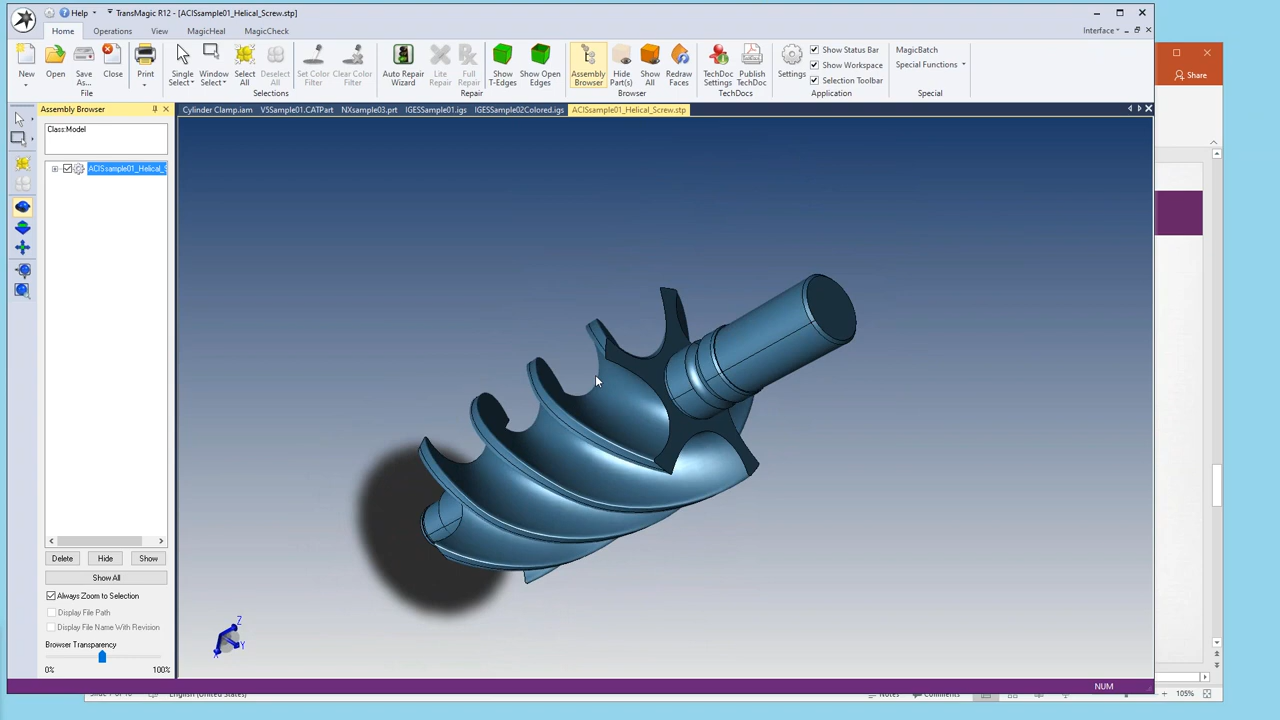 Help TransMagic R12 - [ACISsample01_Helical_Screw.stp]
Home Operations View MagicHeal MagicCheck Interface
New Open Save As... Close Print Single Select Window Select Select All Deselect All Set Color Filter Clear Color Filter Auto Repair Wizard Lite Repair Full Repair Show T-Edges Show Open Edges Assembly Browser Hide Part(s) Show All Redraw Faces TechDoc Settings Publish TechDoc Settings
Show Status Bar
Show Workspace
Selection Toolbar
MagicBatch
Special Functions
Share
File Selections Repair Browser TechDocs Application Special
Assembly Browser
Cylinder Clamp.iam V5Sample01.CATPart NXsample03.prt IGESSample01.igs IGESSample02Colored.igs ACISsample01_Helical_Screw.stp
Class:Model
ACISsample01_Helical_S
Delete Hide Show
Show All
Always Zoom to Selection
Display File Path
Display File Name With Revision
Browser Transparency
0% 100%
X Y Z
NUM
English (United States) Notes Comments 105%